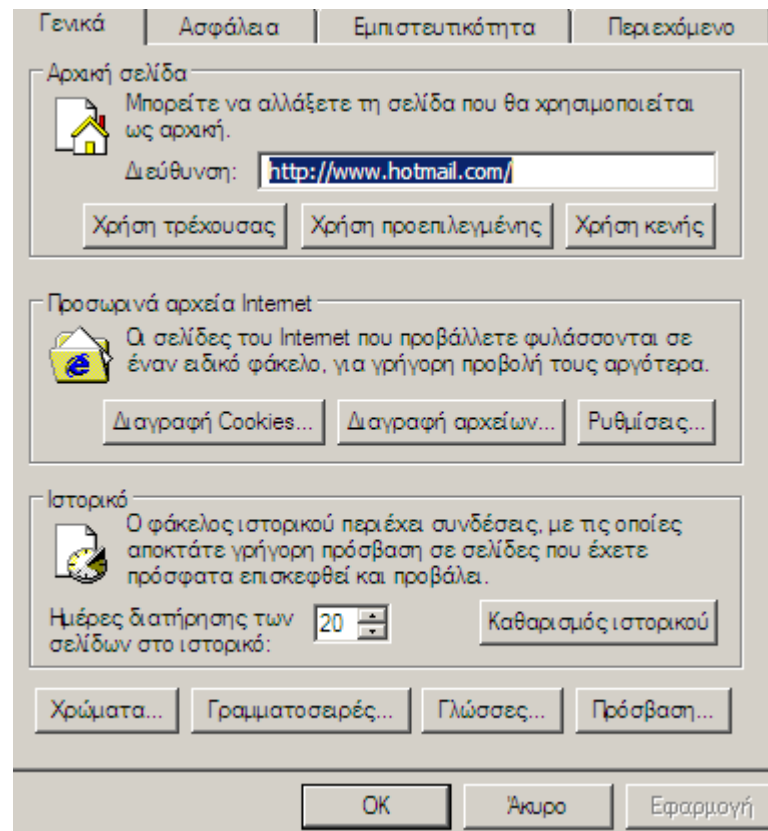 Γενικά
Ασφάλεια
Εμπιστευτικότητα
Περιεχόμενο
Αρχική σελίδα
Μπορείτε να αλλάξετε τη σελίδα που θα χρησιμοποιείται
ως αρχική.
Διεύθυνση: http://www.hotmail.com/
Χρήση τρέχουσας
Χρήση προεπιλεγμένης
Χρήση κενής
Προσωρινά αρχεία Internet
Οι σελίδες του Internet που προβάλλετε φυλάσσονται σε
έναν ειδικό φάκελο, για γρήγορη προβολή τους αργότερα.
Διαγραφή Cookies...
Διαγραφή αρχείων...
Ρυθμίσεις...
Ιστορικό
Ο φάκελος ιστορικού περιέχει συνδέσεις, με τις οποίες
αποκτάτε γρήγορη πρόσβαση σε σελίδες που έχετε
πρόσφατα επισκεφθεί και προβάλει.
Ημέρες διατήρησης των
σελίδων στο ιστορικό:
20
Καθαρισμός ιστορικού
Χρώματα...
Γραμματοσειρές...
Γλώσσες...
Πρόσβαση...
OK
Άκυρο
Εφαρμογή